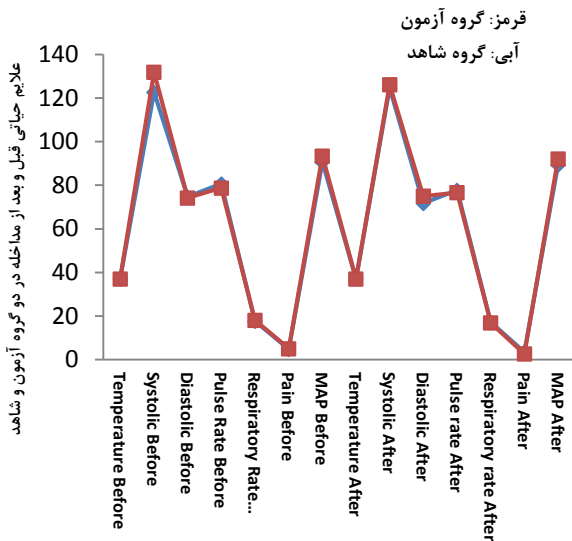 قرمز: گروه آزمون
آبی: گروه شاهد
علایم حیاتی قبل و بعد از مداخله در دو گروه آزمون و شاهد
140
120
100
80
60
40
20
0
Temperature Before
Systolic Before
Diastolic Before
Pulse Rate Before
Respiratory Rate...
Pain Before
MAP Before
Temperature After
Systolic After
Diastolic After
Pulse rate After
Respiratory rate After
Pain After
MAP After